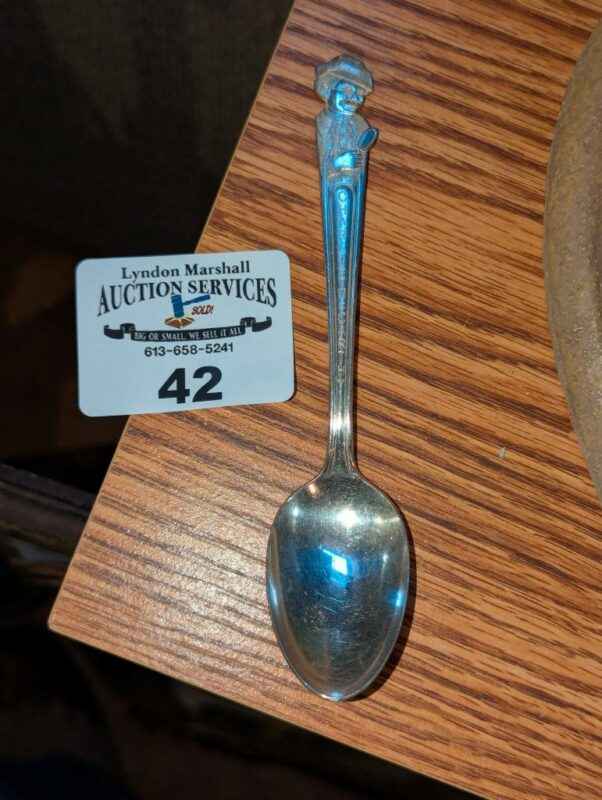 Lyndon Marshall
AUCTION SERVICES
SOLD!
BIG OR SMALL, WE SELL IT ALL
613-658-5241
42